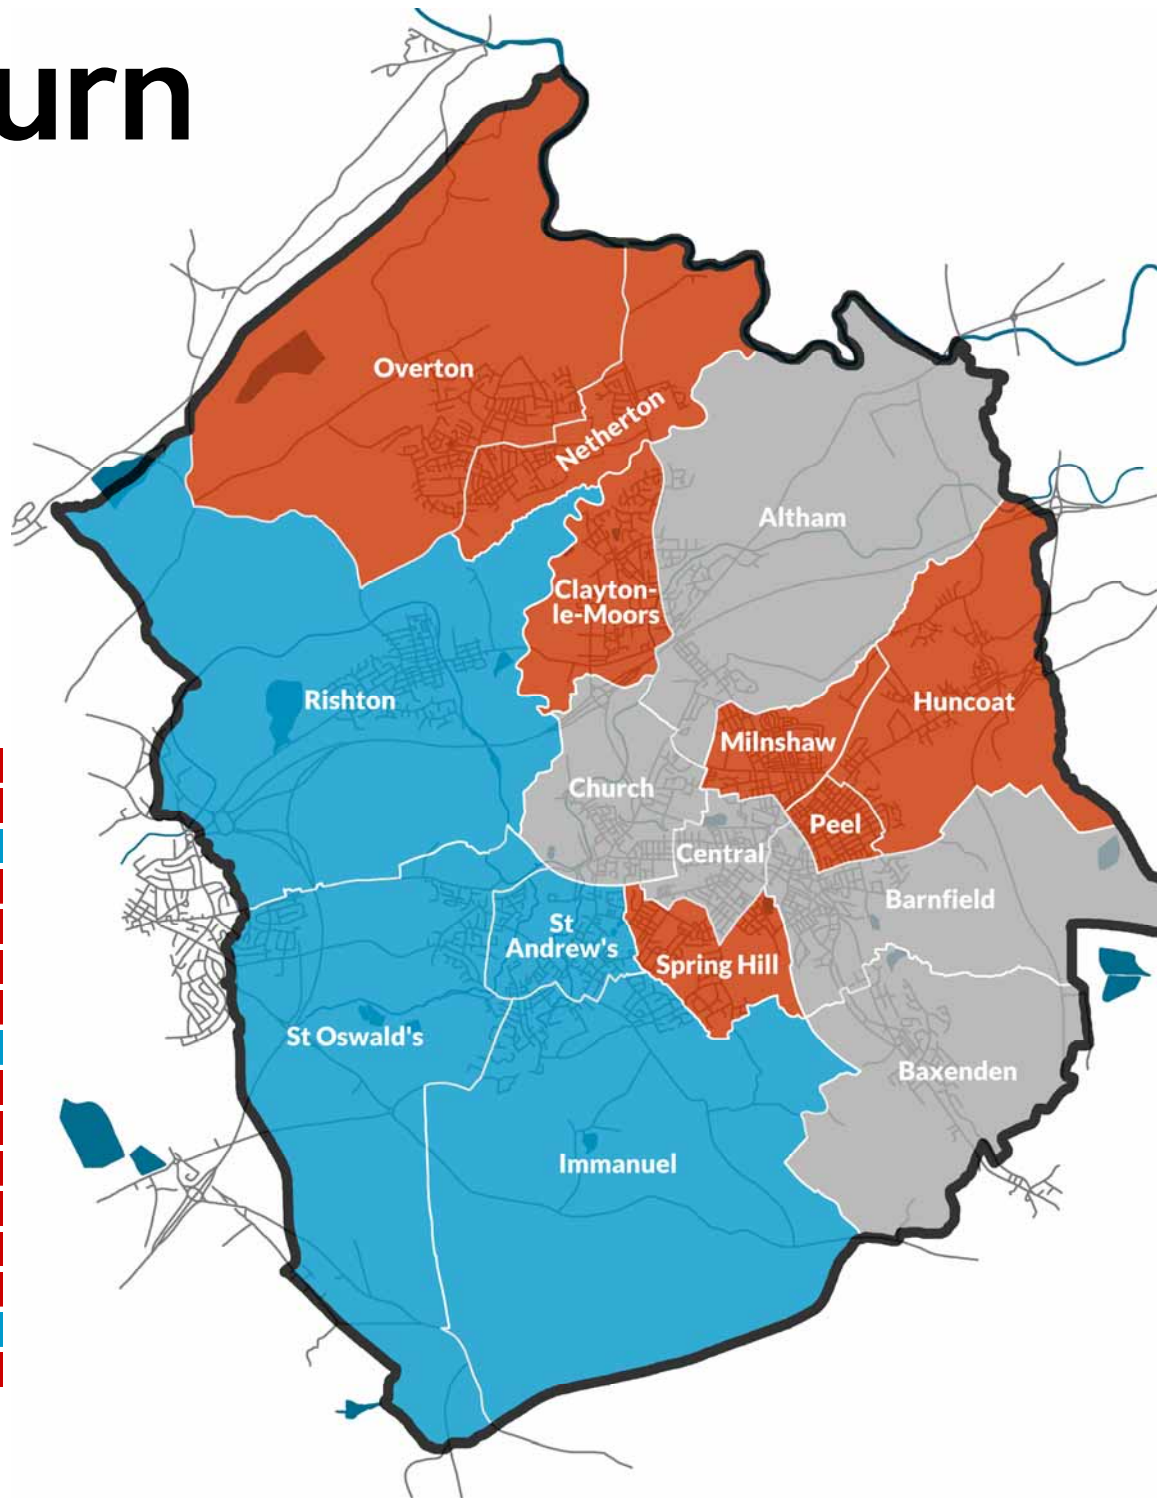 urn
Overton
Netherton
Altham
Clayton-
le-Moors
Rishton
Huncoat
Milnshaw
Church
Peel
Central
Barnfield
St
Andrew's
Spring Hill
St Oswald's
Baxenden
Immanuel